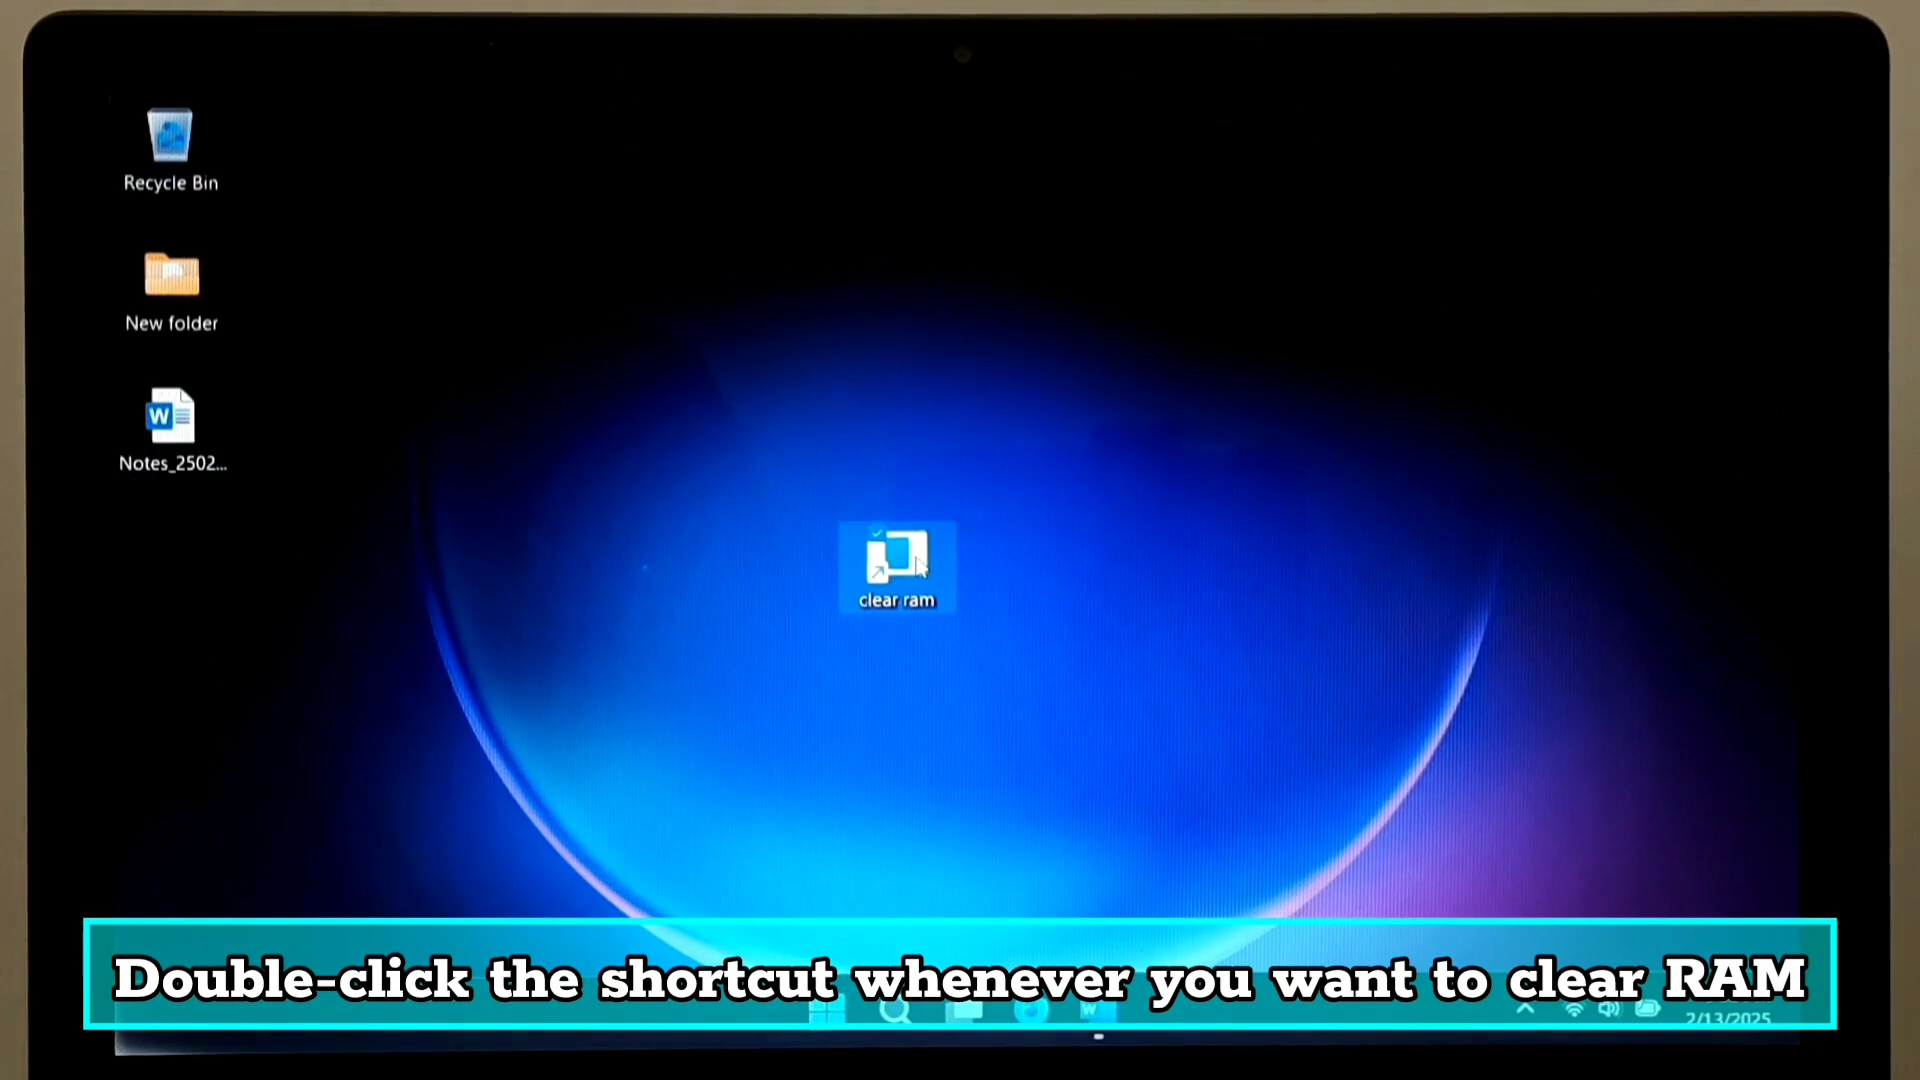 Recycle Bin
New folder
W
Notes_2502...
clear ram
Double-click the shortcut whenever you want to clear RAM
W
2/13/2025